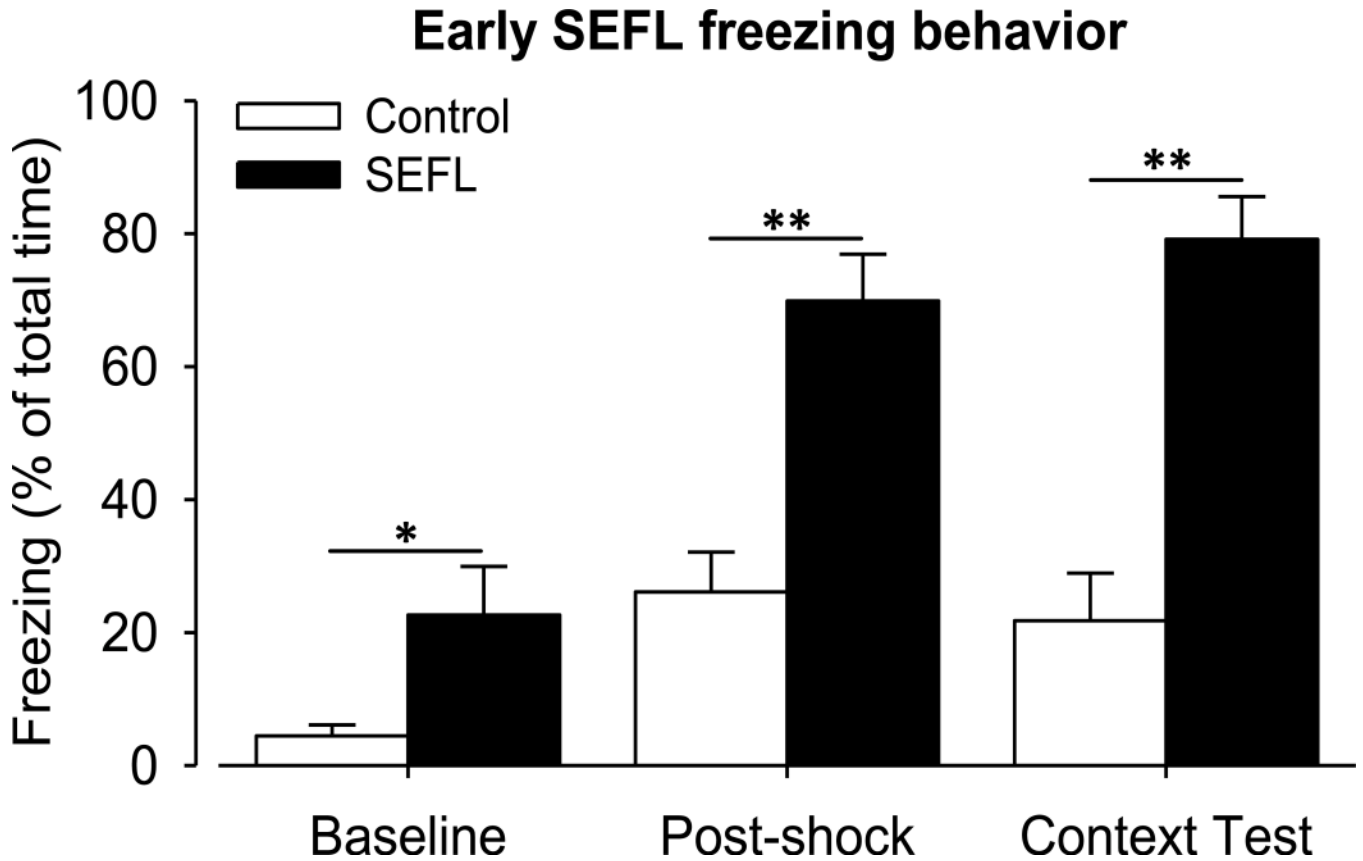 Early SEFL freezing behavior
Freezing (% of total time)
100
80
60
40
20
0
Control
SEFL
*
**
**
Baseline
Post-shock
Context Test